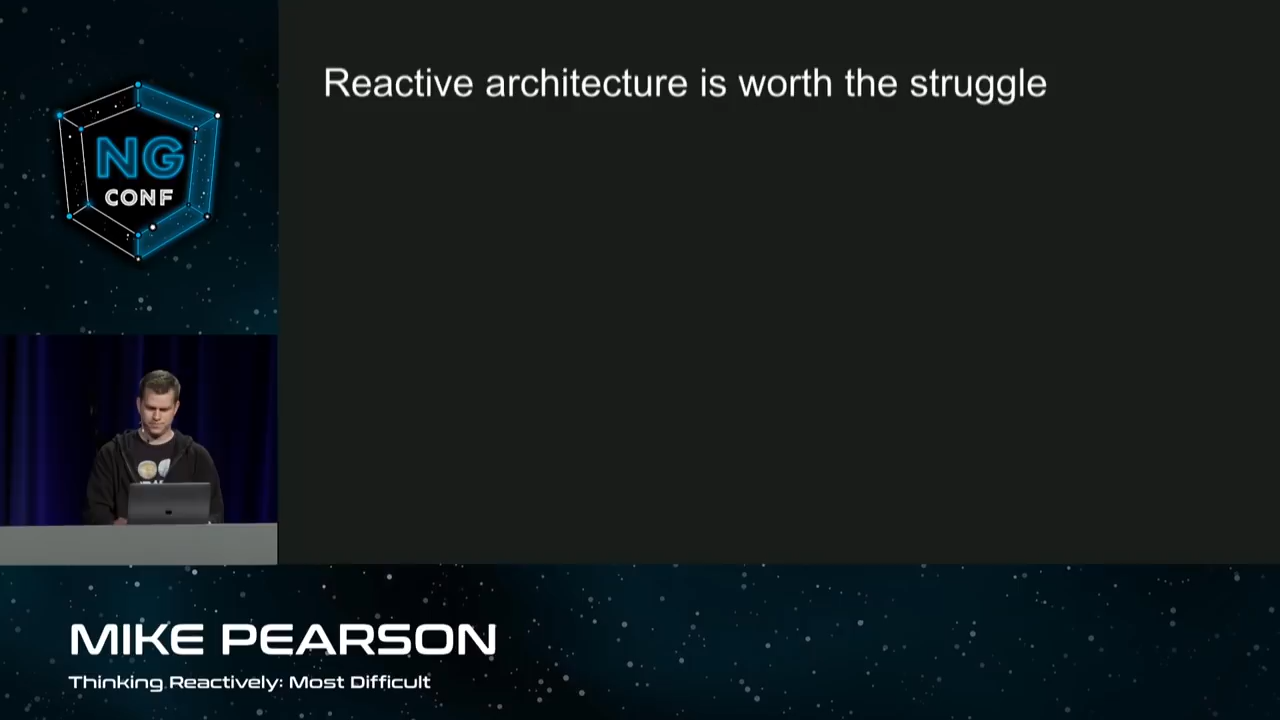 Reactive architecture is worth the struggle
NG
CONF
MIKE PEARSON
Thinking Reactively: Most Difficult